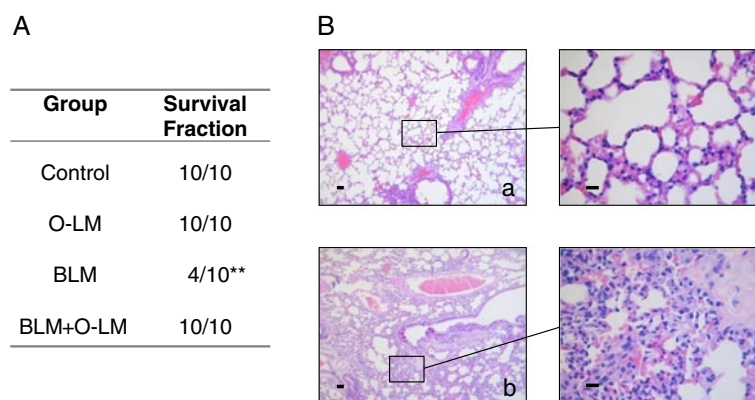 A
B
Group Survival Fraction
Control 10/10
O-LM 10/10
BLM 4/10**
BLM+O-LM 10/10
a
b